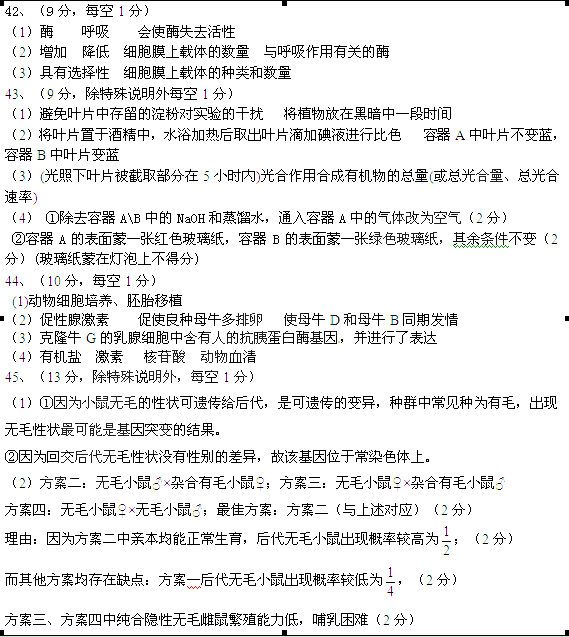 42、（9分，每空1分）
（1）酶　　呼吸　　会使酶失去活性
（2）增加　降低　细胞膜上载体的数量　与呼吸作用有关的酶
（3）具有选择性　细胞膜上载体的种类和数量
43、（9分，除特殊说明外每空1分）
（1）避免叶片中存留的淀粉对实验的干扰　　将植物放在黑暗中一段时间
（2）将叶片置于酒精中，水浴加热后取出叶片滴加碘液进行比色　　容器A中叶片不变蓝，
容器B中叶片变蓝
（3）(光照下叶片被截取部分在5小时内)光合作用合成有机物的总量(或总光合量、总光合
速率)
（4）①除去容器A\B中的NaOH和蒸馏水，通入容器A中的气体改为空气（2分）
②容器A的表面蒙一张红色玻璃纸，容器B的表面蒙一张绿色玻璃纸，其余条件不变（2
分）(玻璃纸蒙在灯泡上不得分)
44、（10分，每空1分）
(1)动物细胞培养、胚胎移植
（2）促性腺激素　　促使良种母牛多排卵　　使母牛D和母牛B同期发情
（3）克隆牛G的乳腺细胞中含有人的抗胰蛋白酶基因，并进行了表达
（4）有机盐　激素　　核苷酸　动物血清
45、（13分，除特殊说明外，每空1分）
（1）①因为小鼠无毛的性状可遗传给后代，是可遗传的变异，种群中常见种为有毛，出现
无毛性状最可能是基因突变的结果。
②因为回交后代无毛性状没有性别的差异，故该基因位于常染色体上。
（2）方案二：无毛小鼠♂×杂合有毛小鼠♀；方案三：无毛小鼠♀×杂合有毛小鼠♂
方案四：无毛小鼠♀×无毛小鼠♂；最佳方案：方案二（与上述对应）（2分）
理由：因为方案二中亲本均能正常生育，后代无毛小鼠出现概率较高为1/2；（2分）
而其他方案均存在缺点：方案一后代无毛小鼠出现概率较低为1/4，（2分）
方案三、方案四中纯合隐性无毛雌鼠繁殖能力低，哺乳困难（2分）